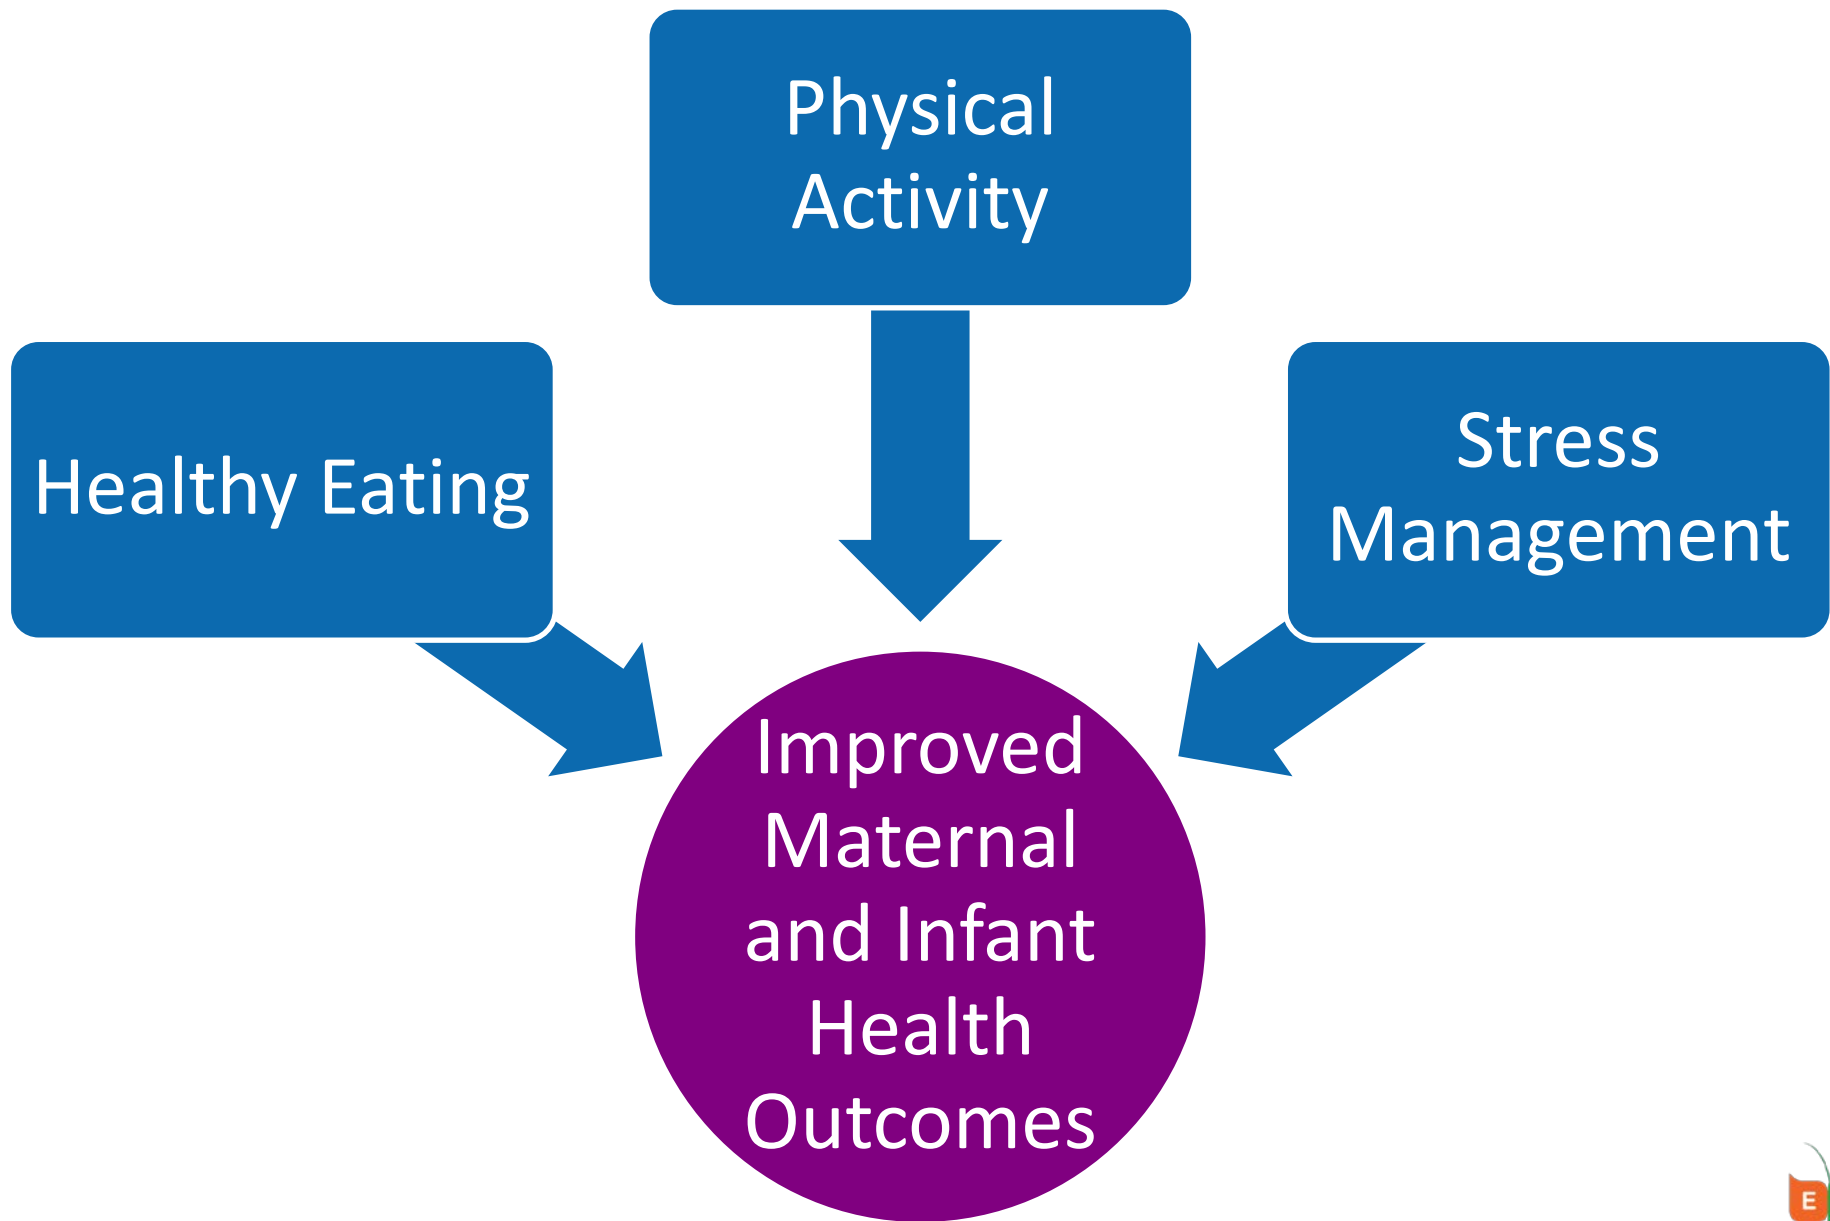 Physical
Activity
Healthy Eating
Stress
Management
Improved
Maternal
and Infant
Health
Outcomes
E